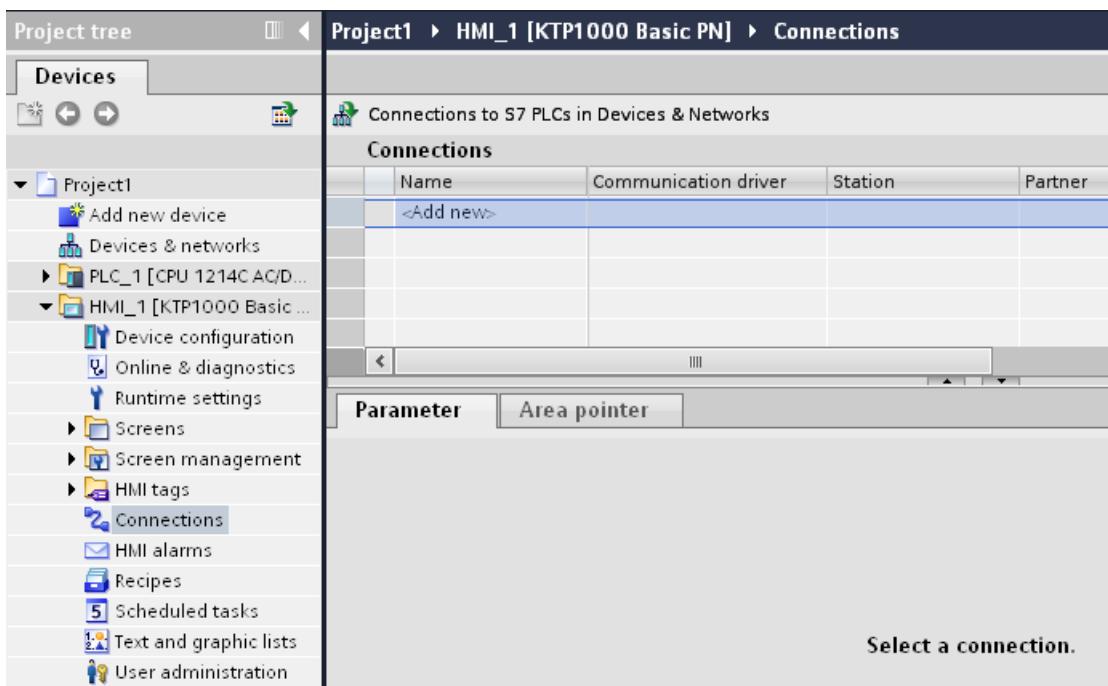 Project tree
Devices
Project1
Add new device
Devices & networks
PLC_1 [CPU 1214C AC/D...
HMI_1 [KTP1000 Basic ...
Device configuration
Online & diagnostics
Runtime settings
Screens
Screen management
HMI tags
Connections
HMI alarms
Recipes
Scheduled tasks
Text and graphic lists
User administration
Project1 HMI_1 [KTP1000 Basic PN] Connections
Connections to S7 PLCs in Devices & Networks
Connections
Name Communication driver Station Partner
<Add new>
Parameter Area pointer
Select a connection.